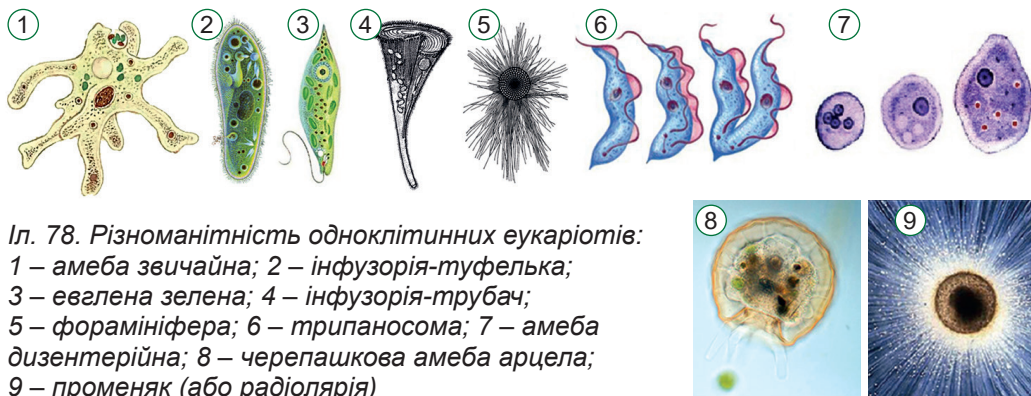 1
2
3
4
5
6
7
Іл. 78. Різноманітність одноклітинних еукаріотів:
1 – амеба звичайна; 2 – інфузорія-туфелька;
3 – евглена зелена; 4 – інфузорія-трубач;
5 – форамініфера; 6 – трипаносома; 7 – амеба
дизентерійна; 8 – черепашкова амеба арцела;
9 – променяк (або радіолярія)
8
9